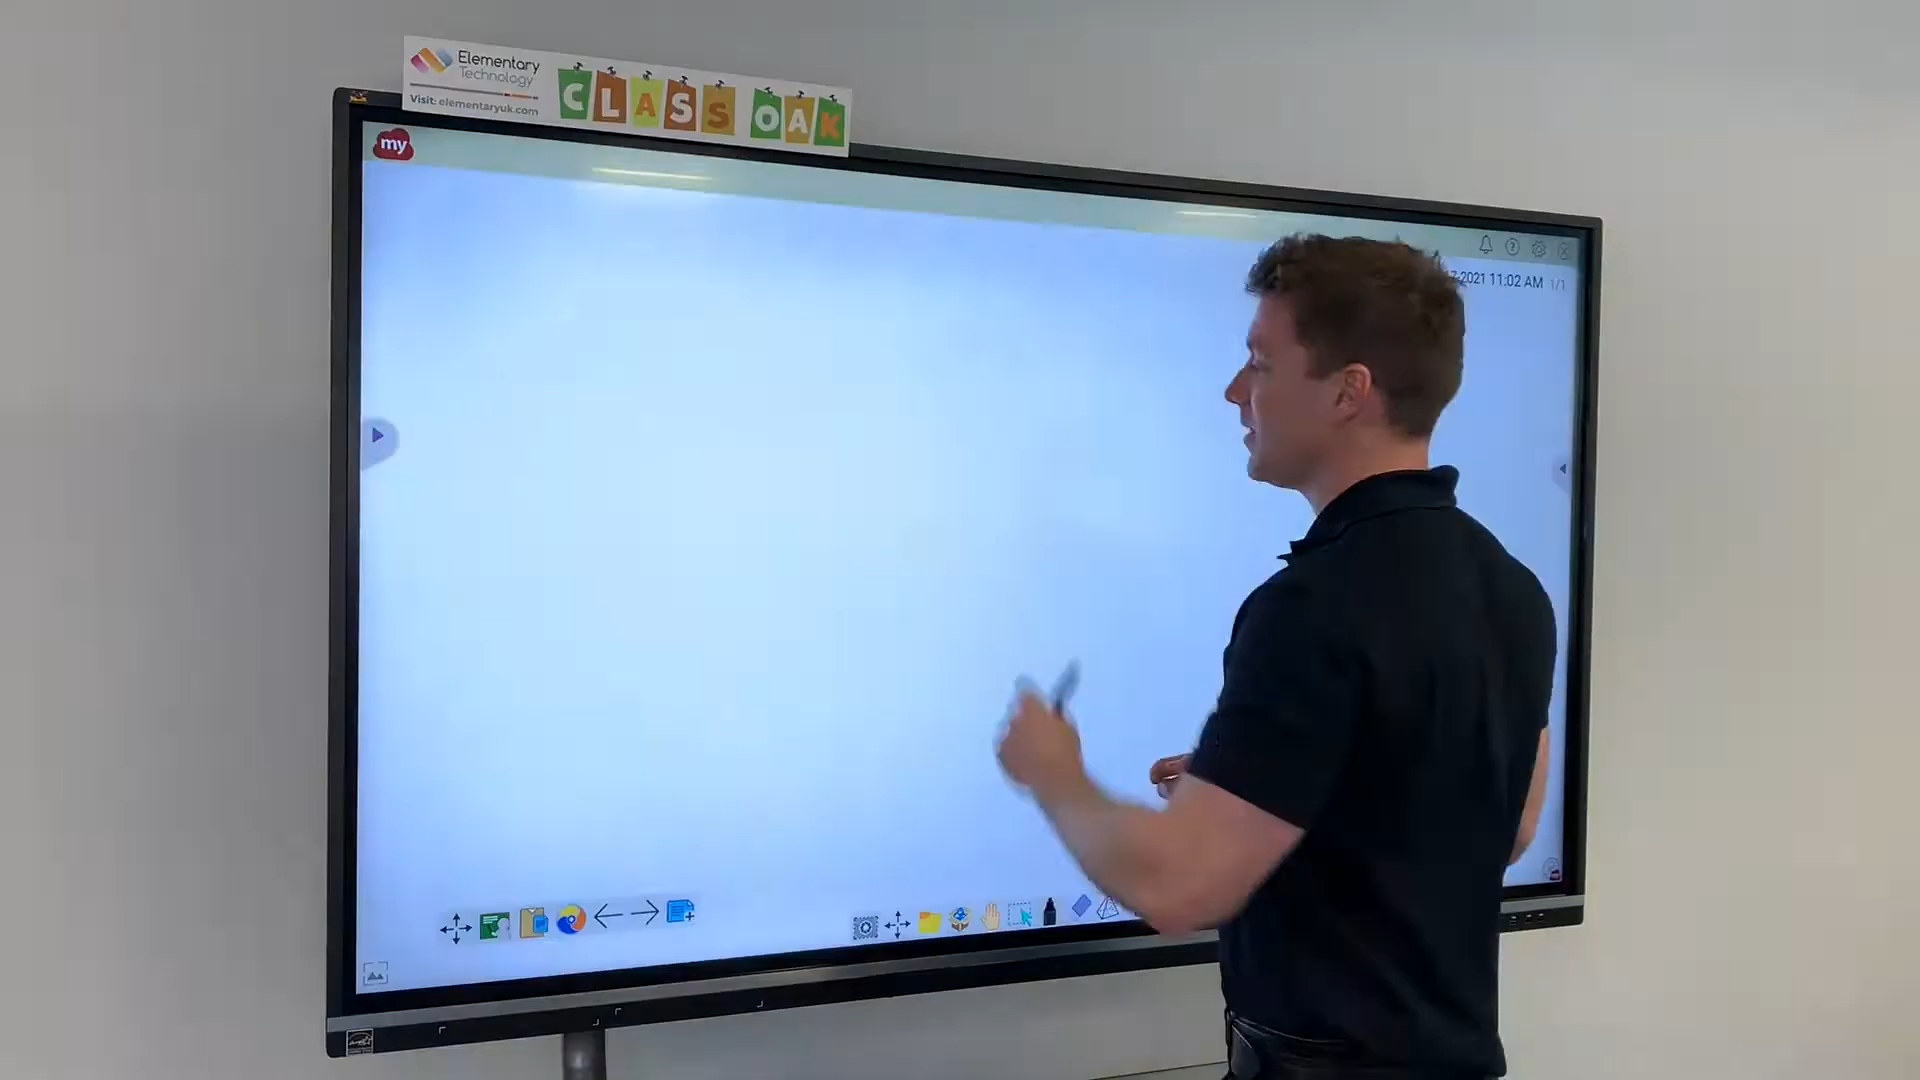 Elementary
Technology
Visit: elementaryuk.com
CLASS OAK
my
-2021 11:02 AM 1/1